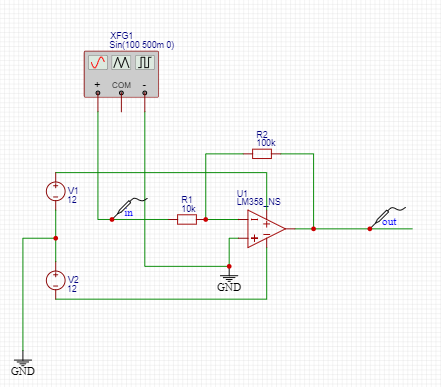 XFG1
Sin(100 500m 0)
+ COM -
R2
100k
V1
12
in
R1
10k
U1
LM358_NS
out
V2
12
GND
GND